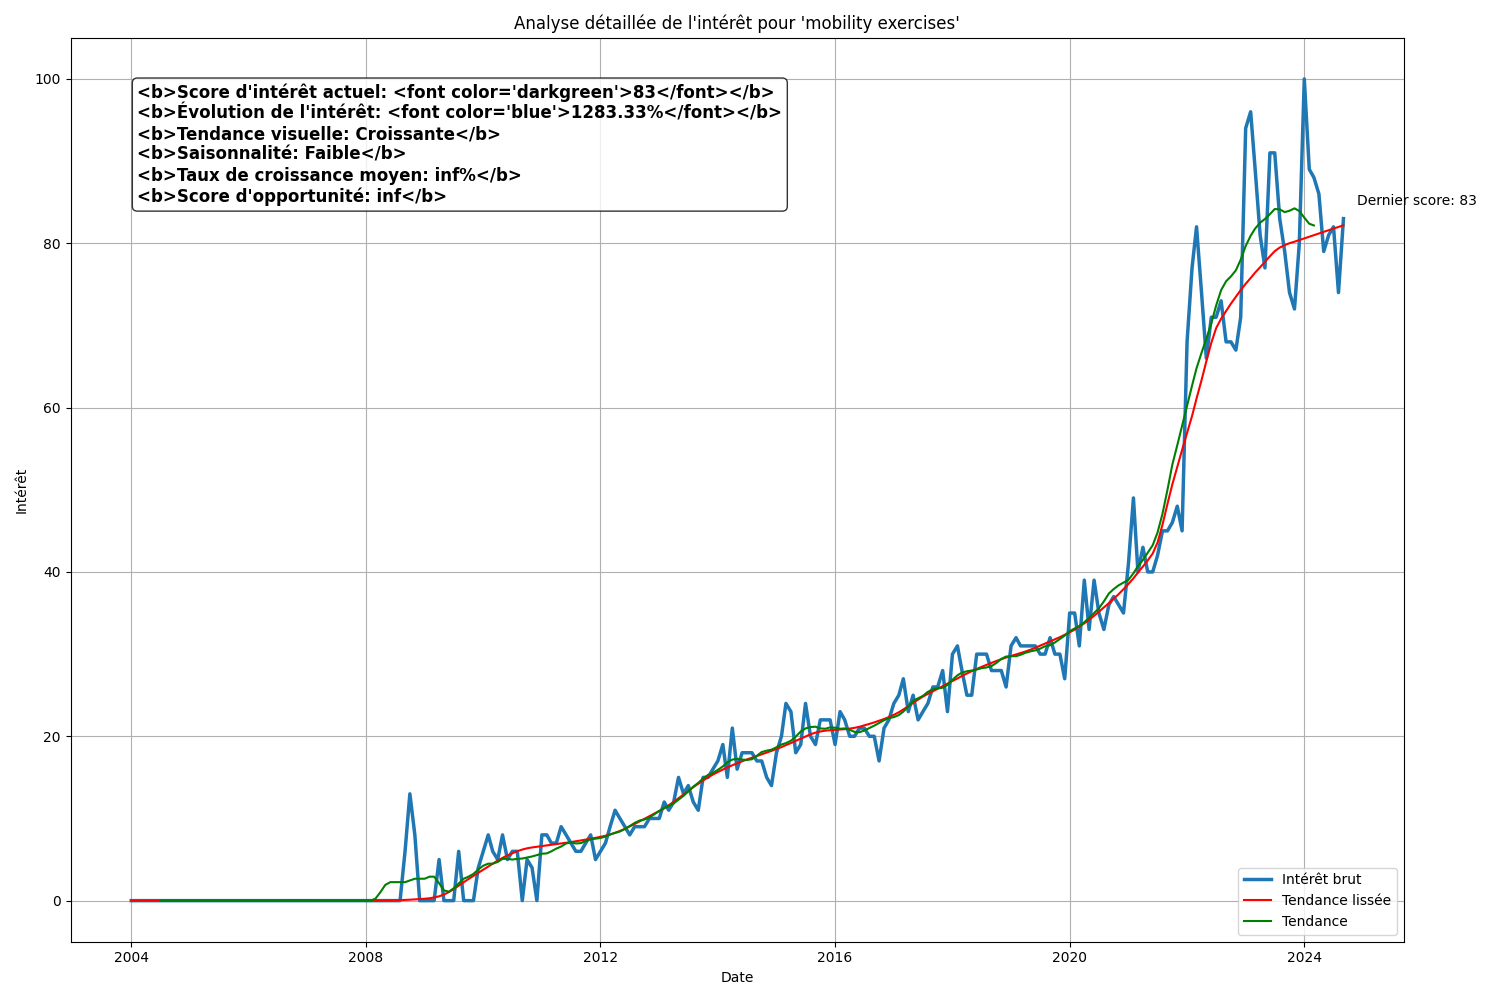 Analyse détaillée de l'intérêt pour 'mobility exercises'
<b>Score d'intérêt actuel: <font color='darkgreen'>83</font></b>
<b>Évolution de l'intérêt: <font color='blue'>1283.33%</font></b>
<b>Tendance visuelle: Croissante</b>
<b>Saisonnalité: Faible</b>
<b>Taux de croissance moyen: inf%</b>
<b>Score d'opportunité: inf</b>
Dernier score: 83
100
80
60
40
20
0
Intérêt
2004 2008 2012 2016 2020 2024
Date
Intérêt brut
Tendance lissée
Tendance